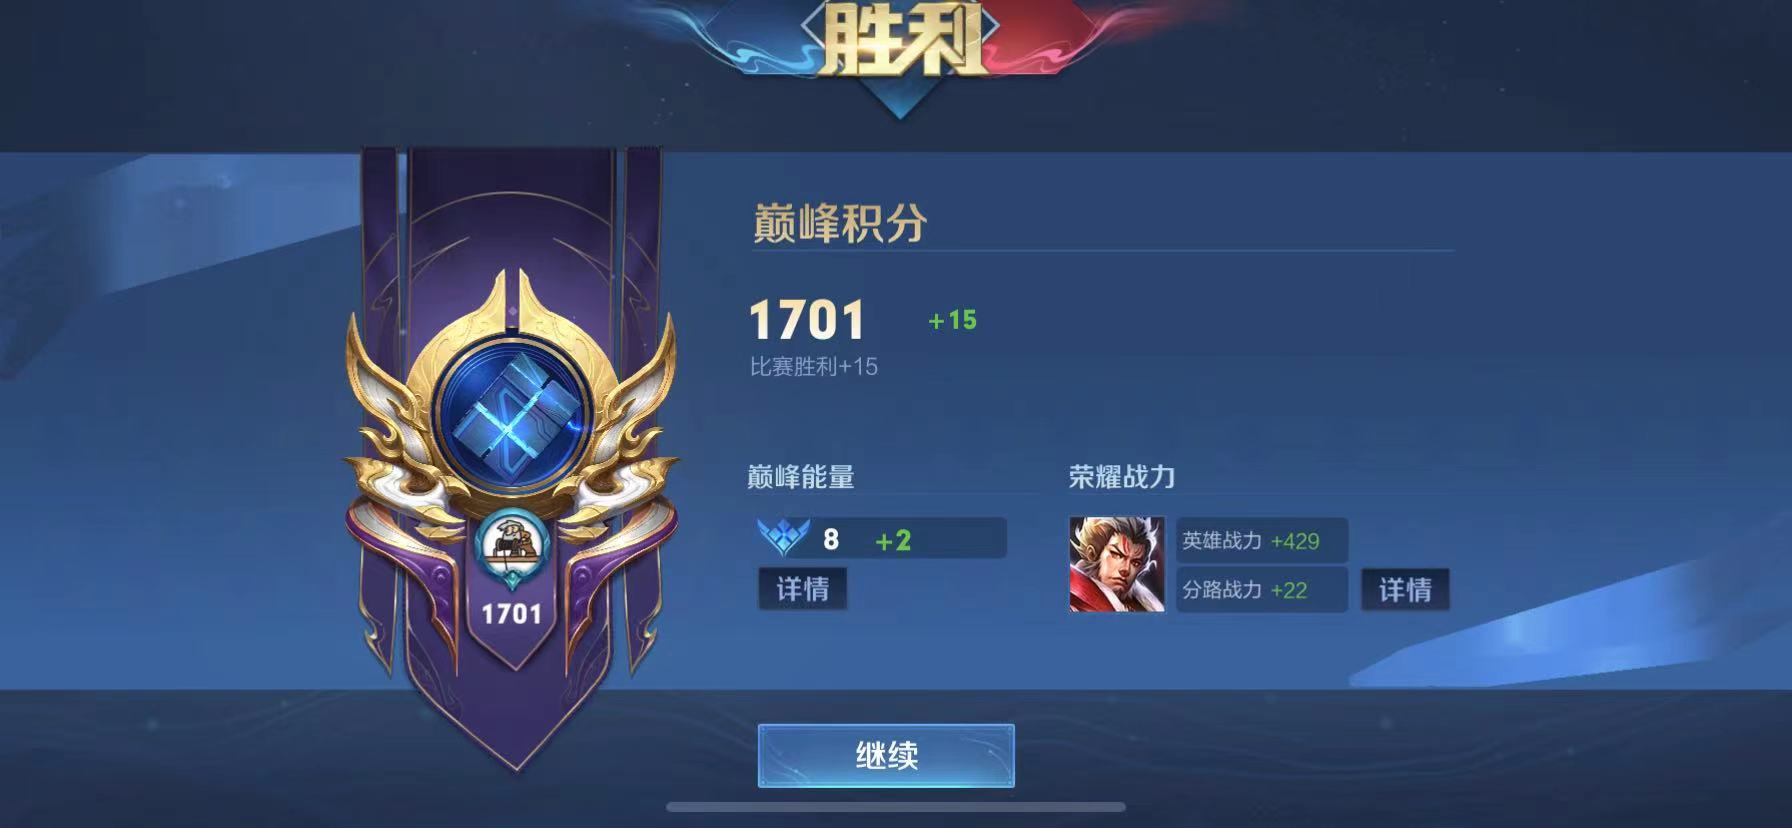 胜利
巅峰积分
1701 +15
比赛胜利+15
巅峰能量
8 +2
详情
荣耀战力
英雄战力 +429
分路战力 +22
详情
1701
继续